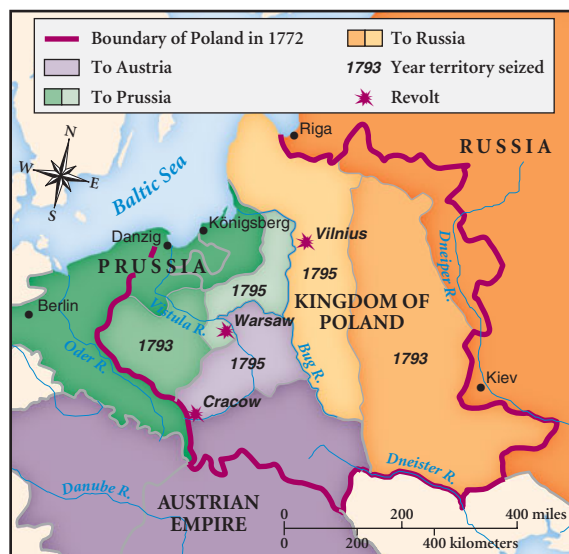 Boundary of Poland in 1772
To Austria
To Prussia
To Russia
1793 Year territory seized
Revolt
N
W
E
S
Riga
RUSSIA
Baltic Sea
Dneiper R.
Königsberg
Danzig
Vilnius
PRUSSIA
1795
1795
KINGDOM OF
POLAND
Berlin
Vistula R.
Warsaw
1793
1795
1793
Oder R.
Bug R.
Kiev
Cracow
Dneister R.
Danube R.
AUSTRIAN
EMPIRE
0 200 400 miles
0 200 400 kilometers